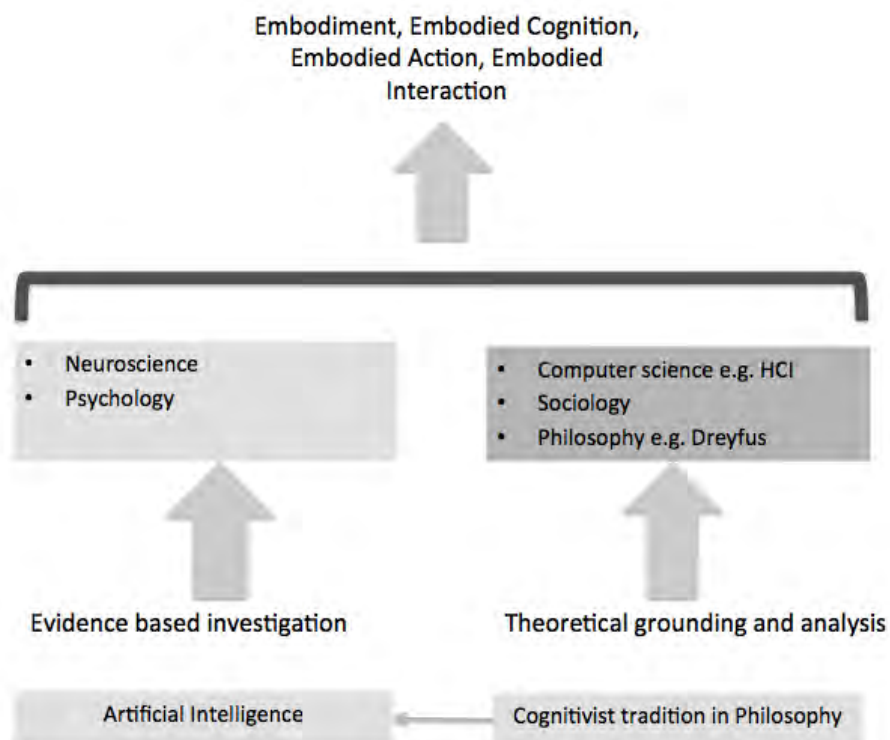 Embodiment, Embodied Cognition,
Embodied Action, Embodied
Interaction
• Neuroscience
• Psychology
• Computer science e.g. HCI
• Sociology
• Philosophy e.g. Dreyfus
Evidence based investigation
Theoretical grounding and analysis
Artificial Intelligence
Cognitivist tradition in Philosophy